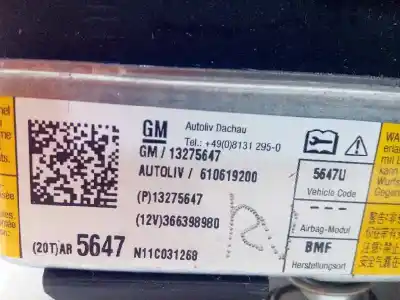 GM
Autoliv Dachau
Tel.: +49(0)8131 295-0
GM / 13275647
AUTOLIV / 610619200
(P)13275647
(12V)366398980
(20T)AR 5647 N11C031268
5647U
Vehicle Code
Airbag-Modul
BMF
Herstellungsort
WA